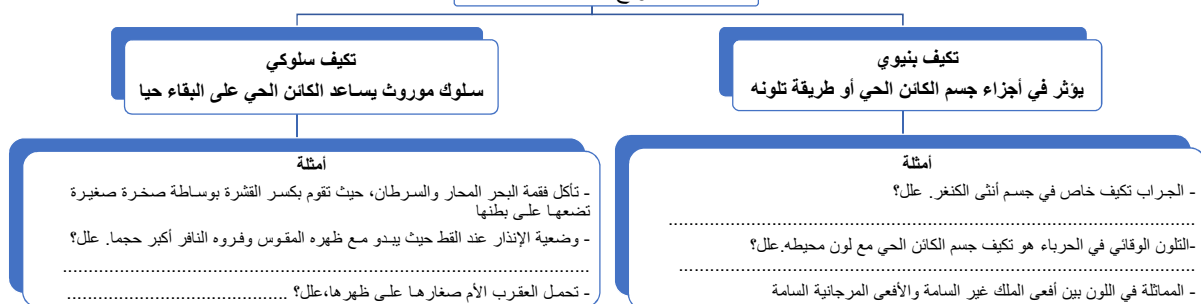 تكيف بنيوي
يؤثر في أجزاء جسم الكائن الحي أو طريقة تلونه
أمثلة
- الجراب تكيف خاص في جسم أنثى الكنغر. علل؟
.............................................................................................
-التلون الوقائي في الحرباء هو تكيف جسم الكائن الحي مع لون محيطه.علل؟
.............................................................................................
- المماثلة في اللون بين أفعى الملك غير السامة والأفعى المرجانية السامة
تكيف سلوكي
سلوك موروث يساعد الكائن الحي على البقاء حيا
أمثلة
- تأكل فقمة البحر المحار والسرطان، حيث تقوم بكسر القشرة بوساطة صخرة صغيرة
تضعها على بطنها
- وضعية الإنذار عند القط حيث يبدو مع ظهره المقوس وفروه النافر أكبر حجما. علل؟
.............................................................................................
- تحمل العقرب الأم صغارها على ظهرها،علل؟ ...........................................